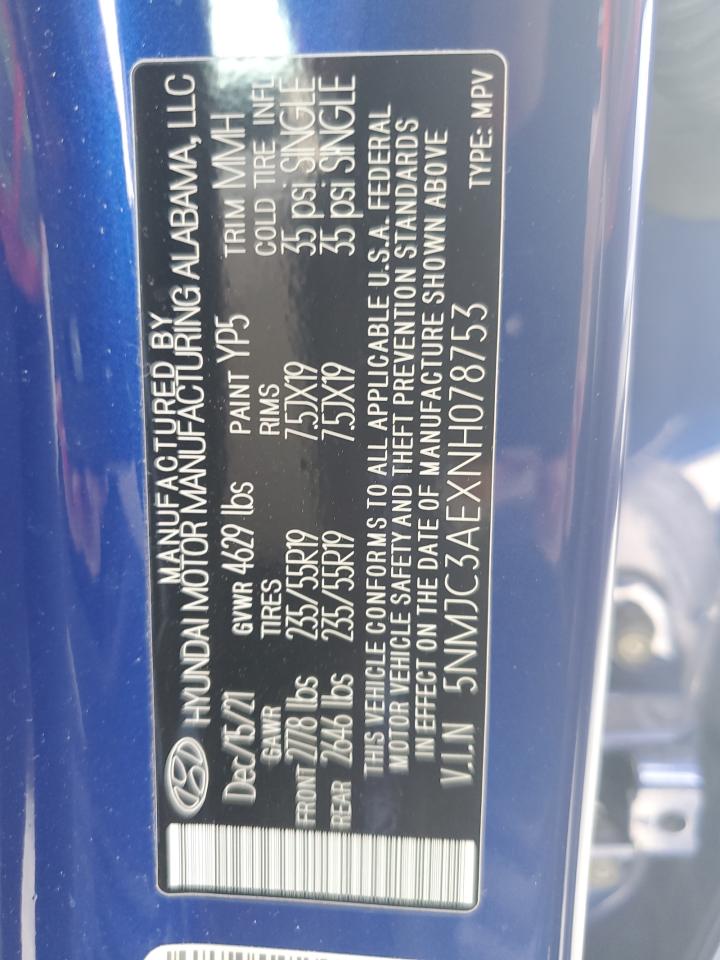 MANUFACTURED BY
HYUNDAI MOTOR MANUFACTURING ALABAMA, LLC
Dec/15/21 GVWR 4629 lbs PAINT YP5 TRIM MMH
GAWR TIRES RIMS COLD TIRE INFL
FRONT 2778 lbs 235/55R19 7.5JX19 35 psi SINGLE
REAR 2646 lbs 235/55R19 7.5JX19 35 psi SINGLE
THIS VEHICLE CONFORMS TO ALL APPLICABLE U.S.A. FEDERAL
MOTOR VEHICLE SAFETY AND THEFT PREVENTION STANDARDS
IN EFFECT ON THE DATE OF MANUFACTURE SHOWN ABOVE
V.I.N 5NMJC3AEXNH078753 TYPE: MPV